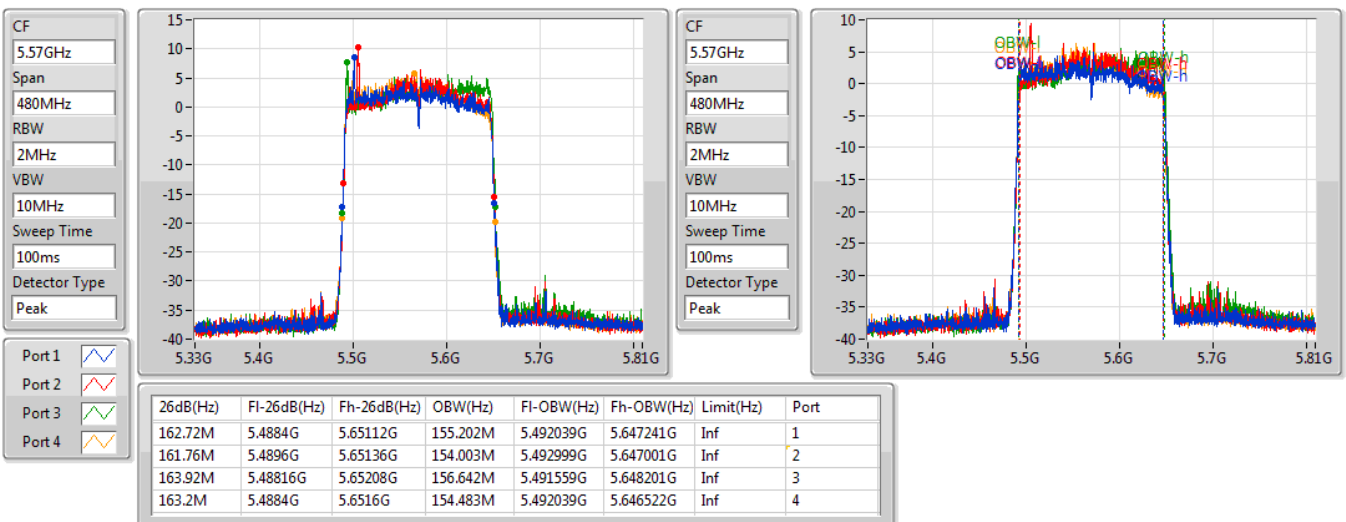 CF
5.57GHz
Span
480MHz
RBW
2MHz
VBW
10MHz
Sweep Time
100ms
Detector Type
Peak
15
10
5
0
-5
-10
-15
-20
-25
-30
-35
-40
5.33G 5.4G 5.5G 5.6G 5.7G 5.81G
CF
5.57GHz
Span
480MHz
RBW
2MHz
VBW
10MHz
Sweep Time
100ms
Detector Type
Peak
10
5
0
-5
-10
-15
-20
-25
-30
-35
-40
OBW-l
OBW-h
OBW-h
5.33G 5.4G 5.5G 5.6G 5.7G 5.81G
Port 1
Port 2
Port 3
Port 4
26dB(Hz) Fl-26dB(Hz) Fh-26dB(Hz) OBW(Hz) Fl-OBW(Hz) Fh-OBW(Hz) Limit(Hz) Port
162.72M 5.4884G 5.65112G 155.202M 5.492039G 5.647241G Inf 1
161.76M 5.4896G 5.65136G 154.003M 5.492999G 5.647001G Inf 2
163.92M 5.48816G 5.65208G 156.642M 5.491559G 5.648201G Inf 3
163.2M 5.4884G 5.6516G 154.483M 5.492039G 5.646522G Inf 4